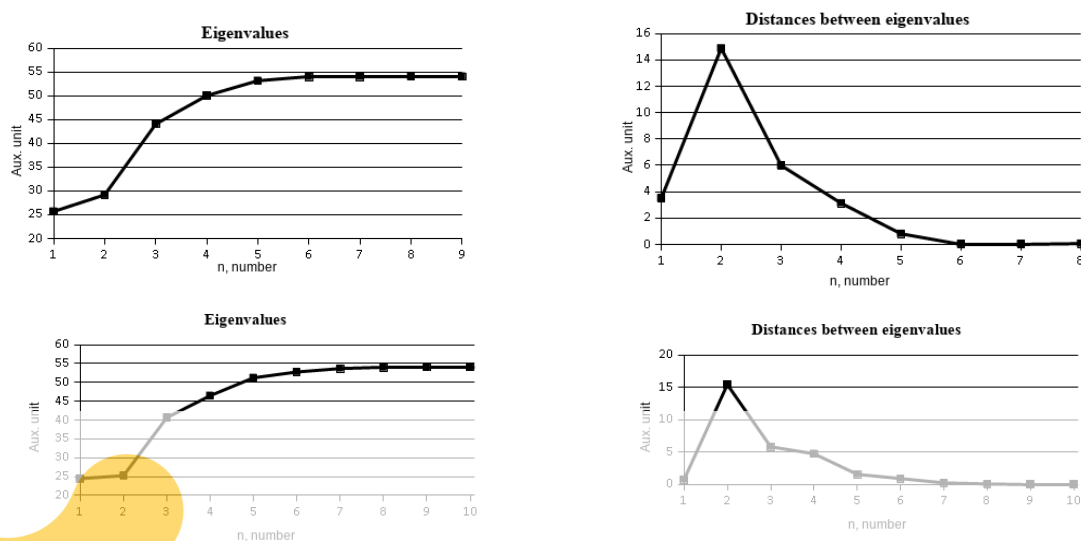 Eigenvalues
60
55
50
45
40
35
30
25
20
Aux. unit
1 2 3 4 5 6 7 8 9
n, number
Distances between eigenvalues
16
14
12
10
8
6
4
2
0
Aux. unit
1 2 3 4 5 6 7 8
n, number
Eigenvalues
60
55
50
45
40
35
30
25
20
Aux. unit
1 2 3 4 5 6 7 8 9 10
n, number
Distances between eigenvalues
20
15
10
5
0
Aux. unit
1 2 3 4 5 6 7 8 9 10
n, number